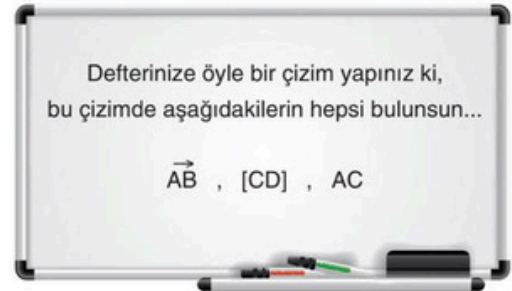 Defterinize öyle bir çizim yapınız ki,
bu çizimde aşağıdakilerin hepsi bulunsun...
A⃗B⃗ , [CD] , AC